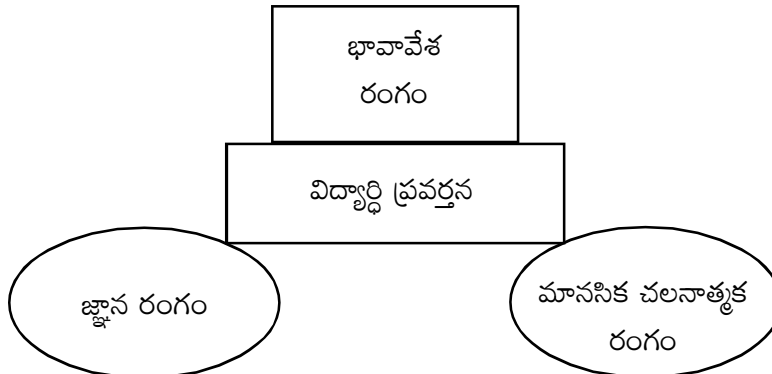 భావావేశ
రంగం
విద్యార్థి ప్రవర్తన
జ్ఞాన రంగం
మానసిక చలనాత్మక
రంగం